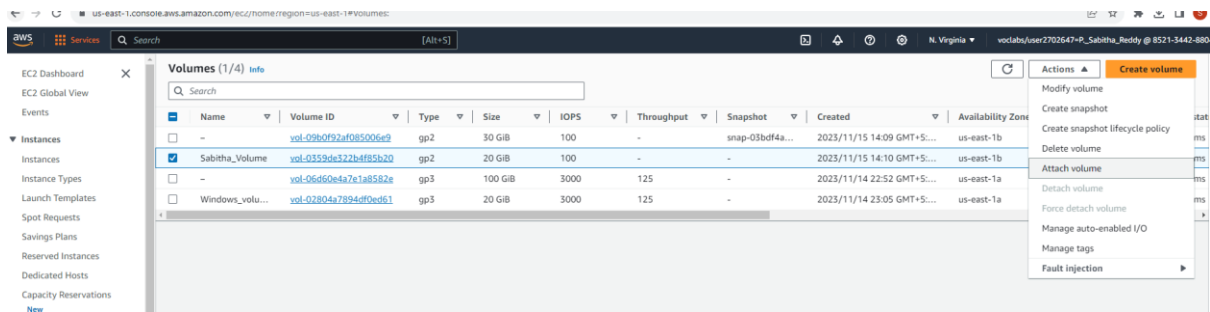 us-east-1.console.aws.amazon.com/ec2/home?region=us-east-1#Volumes:
aws Services Search [Alt+S] N. Virginia ▼ voclabs/user2702647=P._Sabitha_Reddy @ 8521-3442-880
EC2 Dashboard
EC2 Global View
Events
Instances
Instances
Instance Types
Launch Templates
Spot Requests
Savings Plans
Reserved Instances
Dedicated Hosts
Capacity Reservations
New
Volumes (1/4) Info
Search
Name Volume ID Type Size IOPS Throughput Snapshot Created Availability Zone
– vol-09b0f92af085006e9 gp2 30 GiB 100 - snap-03bdf4a... 2023/11/15 14:09 GMT+5:... us-east-1b
Sabitha_Volume vol-0359de322b4f85b20 gp2 20 GiB 100 - - 2023/11/15 14:10 GMT+5:... us-east-1b
– vol-06d60e4a7e1a8582e gp3 100 GiB 3000 125 - 2023/11/14 22:52 GMT+5:... us-east-1a
Windows_volu... vol-02804a7894df0ed61 gp3 20 GiB 3000 125 - 2023/11/14 23:05 GMT+5:... us-east-1a
Actions ▲ Create volume
Modify volume
Create snapshot
Create snapshot lifecycle policy
Delete volume
Attach volume
Detach volume
Force detach volume
Manage auto-enabled I/O
Manage tags
Fault injection